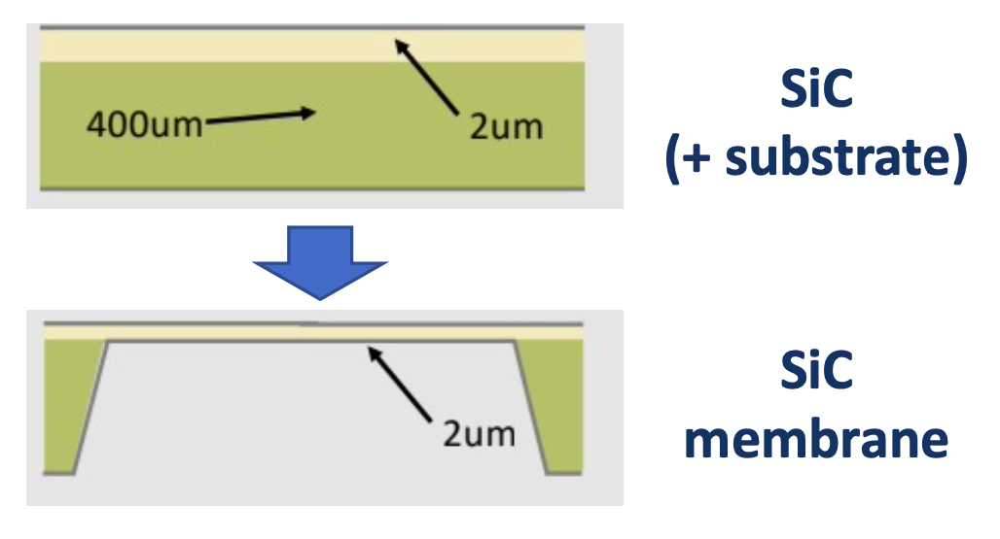 400um
2um
SiC
(+ substrate)
2um
SiC
membrane